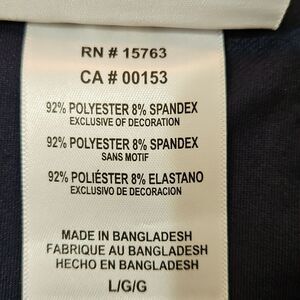 RN # 15763
CA # 00153
92% POLYESTER 8% SPANDEX
EXCLUSIVE OF DECORATION
92% POLYESTER 8% SPANDEX
SANS MOTIF
92% POLIÉSTER 8% ELASTANO
EXCLUSIVO DE DECORACION
MADE IN BANGLADESH
FABRIQUE AU BANGLADESH
HECHO EN BANGLADESH
L/G/G